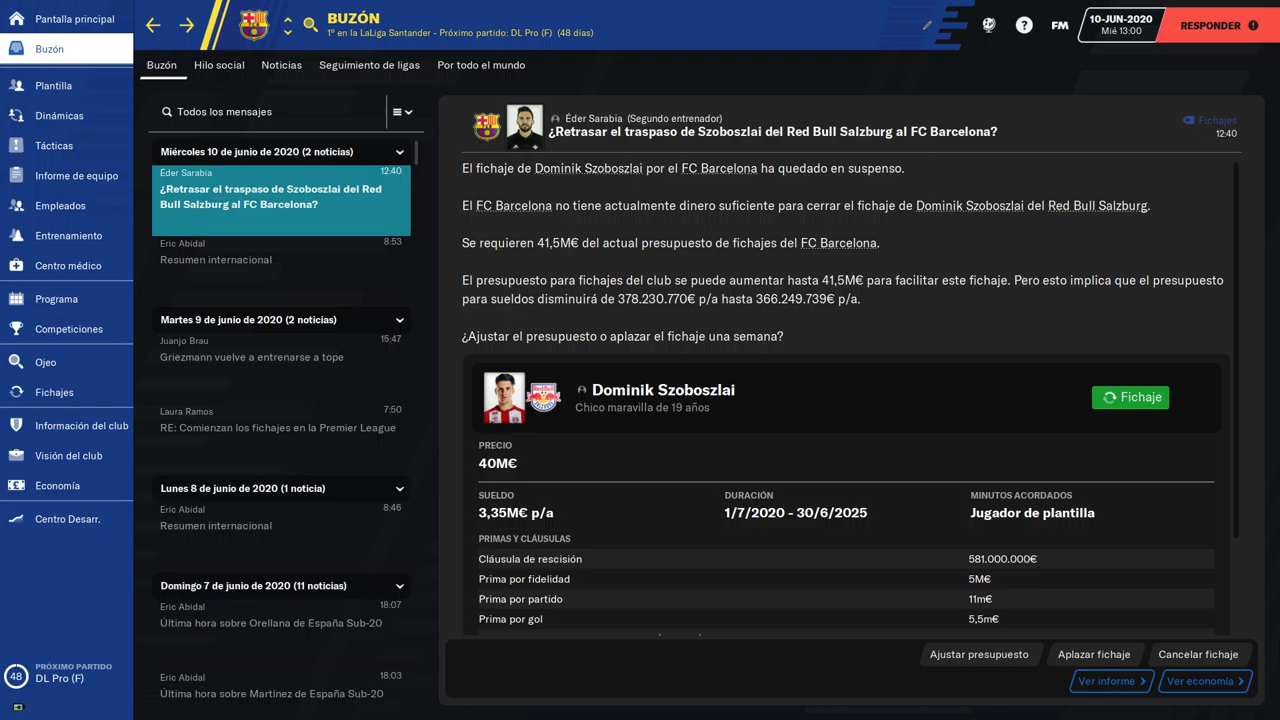 Pantalla principal
Buzón
Plantilla
Dinámicas
Tácticas
Informe de equipo
Empleados
Entrenamiento
Centro médico
Programa
Competiciones
Ojeo
Fichajes
Información del club
Visión del club
Economía
Centro Desarr.
48
PRÓXIMO PARTIDO
DL Pro (F)
BUZÓN
1º en la LaLiga Santander - Próximo partido: DL Pro (F) (48 días)
FM
10-JUN-2020
Mié 13:00
RESPONDER
Buzón Hilo social Noticias Seguimiento de ligas Por todo el mundo
Todos los mensajes
Miércoles 10 de junio de 2020 (2 noticias)
Éder Sarabia 12:40
¿Retrasar el traspaso de Szoboszlai del Red
Bull Salzburg al FC Barcelona?
Eric Abidal 8:53
Resumen internacional
Martes 9 de junio de 2020 (2 noticias)
Juanjo Brau 15:47
Griezmann vuelve a entrenarse a tope
Laura Ramos 7:50
RE: Comienzan los fichajes en la Premier League
Lunes 8 de junio de 2020 (1 noticia)
Eric Abidal 8:46
Resumen internacional
Domingo 7 de junio de 2020 (11 noticias)
Eric Abidal 18:07
Última hora sobre Orellana de España Sub-20
Eric Abidal 18:03
Última hora sobre Martínez de España Sub-20
Éder Sarabia (Segundo entrenador)
¿Retrasar el traspaso de Szoboszlai del Red Bull Salzburg al FC Barcelona?
Fichajes
12:40
El fichaje de Dominik Szoboszlai por el FC Barcelona ha quedado en suspenso.
El FC Barcelona no tiene actualmente dinero suficiente para cerrar el fichaje de Dominik Szoboszlai del Red Bull Salzburg.
Se requieren 41,5M€ del actual presupuesto de fichajes del FC Barcelona.
El presupuesto para fichajes del club se puede aumentar hasta 41,5M€ para facilitar este fichaje. Pero esto implica que el presupuesto
para sueldos disminuirá de 378.230.770€ p/a hasta 366.249.739€ p/a.
¿Ajustar el presupuesto o aplazar el fichaje una semana?
Dominik Szoboszlai
Chico maravilla de 19 años
Fichaje
PRECIO
40M€
SUELDO DURACIÓN MINUTOS ACORDADOS
3,35M€ p/a 1/7/2020 - 30/6/2025 Jugador de plantilla
PRIMAS Y CLÁUSULAS
Cláusula de rescisión 581.000.000€
Prima por fidelidad 5M€
Prima por partido 11m€
Prima por gol 5,5m€
Ajustar presupuesto Aplazar fichaje Cancelar fichaje
Ver informe Ver economía